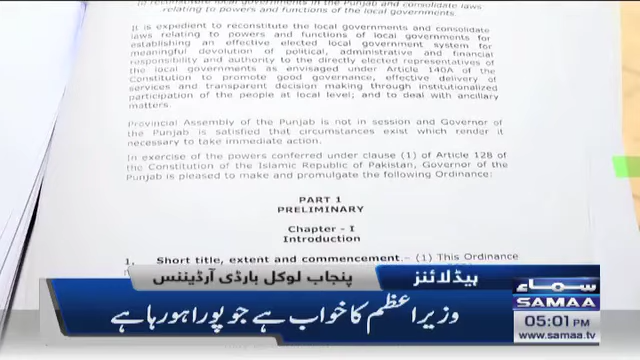 to reconstitute local governments in the Punjab and consolidate laws
relating to powers and functions of the local governments.
It is expedient to reconstitute the local governments and consolidate
laws relating to powers and functions of local governments for
establishing an effective elected local government system for
meaningful devolution of political, administrative and financial
responsibility and authority to the directly elected representatives of
the local governments as envisaged under Article 140A of the
Constitution to promote good governance, effective delivery of
services and transparent decision making through institutionalized
participation of the people at local level; and to deal with ancillary
matters.
Provincial Assembly of the Punjab is not in session and Governor of
the Punjab is satisfied that circumstances exist which render it
necessary to take immediate action.
In exercise of the powers conferred under clause (1) of Article 128 of
the Constitution of the Islamic Republic of Pakistan, Governor of the
Punjab is pleased to make and promulgate the following Ordinance:
PART 1
PRELIMINARY
Chapter - I
Introduction
1. Short title, extent and commencement.- (1) This Ordinance
ہیڈلائنز
پنجاب لوکل باڈی آرڈیننس
وزیراعظم کا خواب ہے جو پورا ہو رہا ہے
سماء
SAMAA
05:01 PM
www.samaa.tv